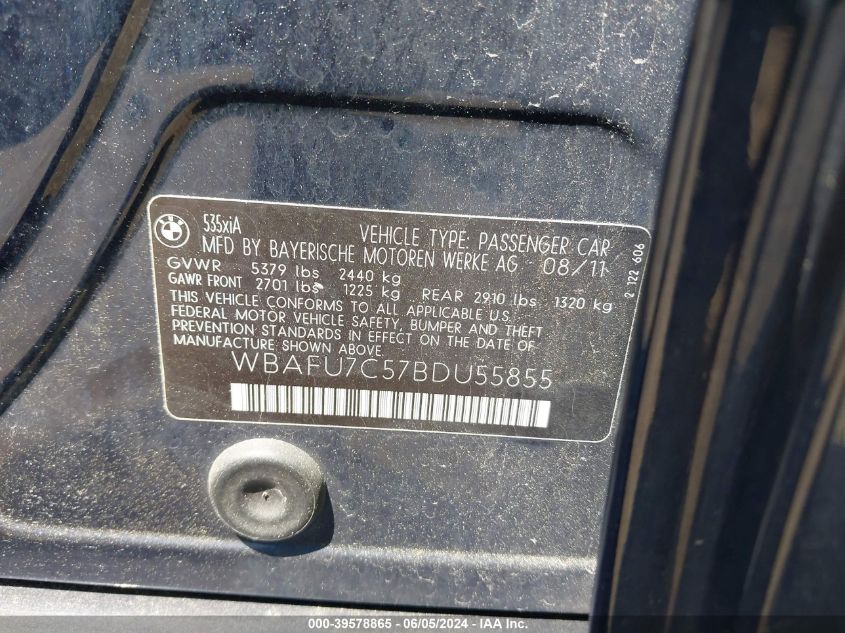 BMW
535xiA
VEHICLE TYPE: PASSENGER CAR
MFD BY BAYERISCHE MOTOREN WERKE AG 08/11
GVWR 5379 lbs 2440 kg
GAWR FRONT 2701 lbs 1225 kg REAR 2910 lbs 1320 kg
THIS VEHICLE CONFORMS TO ALL APPLICABLE U.S.
FEDERAL MOTOR VEHICLE SAFETY, BUMPER AND THEFT
PREVENTION STANDARDS IN EFFECT ON THE DATE OF
MANUFACTURE SHOWN ABOVE.
WBAFU7C57BDU55855
2 122 606
000-39578865 - 06/05/2024 - IAA Inc.